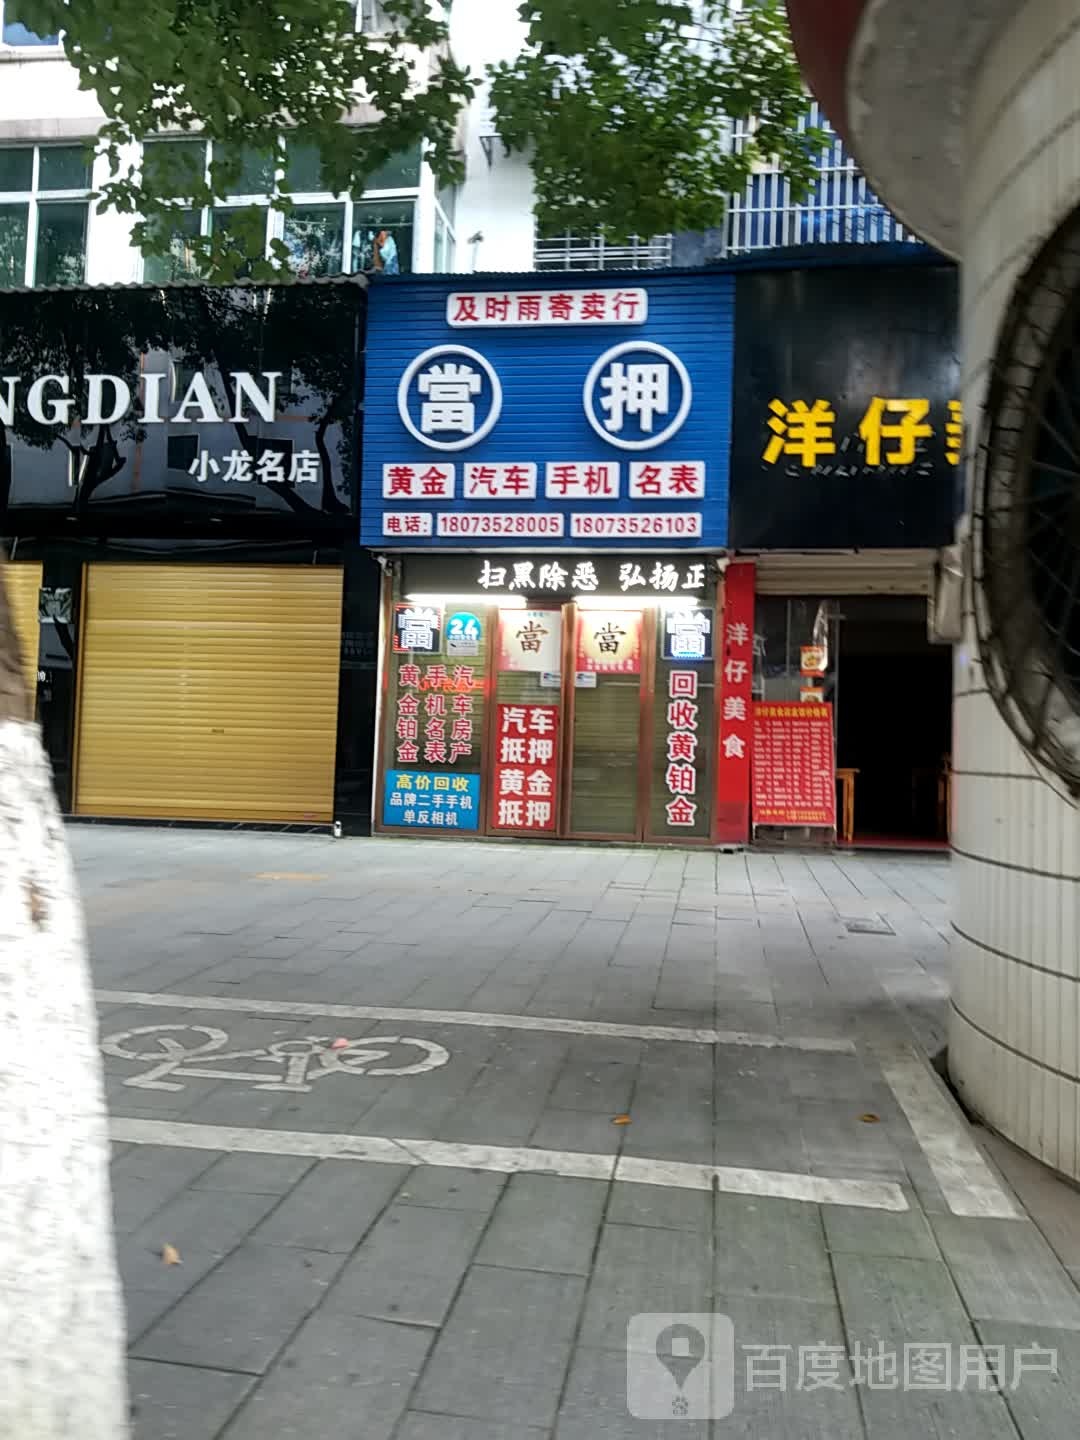 NGDIAN
小龙名店
及时雨寄卖行
當 押
黄金 汽车 手机 名表
电话: 18073528005 18073526103
洋仔
扫黑除恶 弘扬正
當
24
當
當
當
黄金铂金
手机名表
汽车房产
高价回收
品牌二手手机
单反相机
汽车
抵押
黄金
抵押
回收黄铂金
洋仔美食
百度地图用户